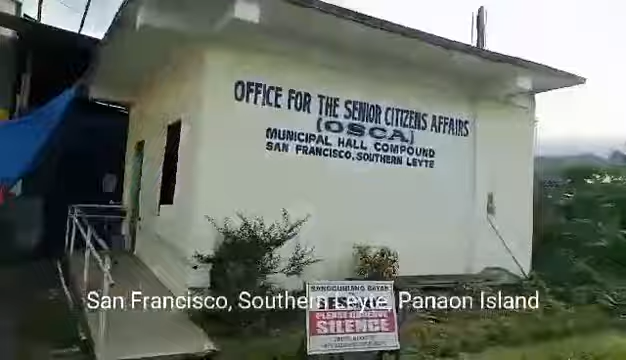 OFFICE FOR THE SENIOR CITIZENS AFFAIRS
(OSCA)
MUNICIPAL HALL COMPOUND
SAN FRANCISCO, SOUTHERN LEYTE
SANGGUNIANG BAYAN
San Francisco, Southern Leyte, Panaon Island
PLEASE OBSERVE
SILENCE